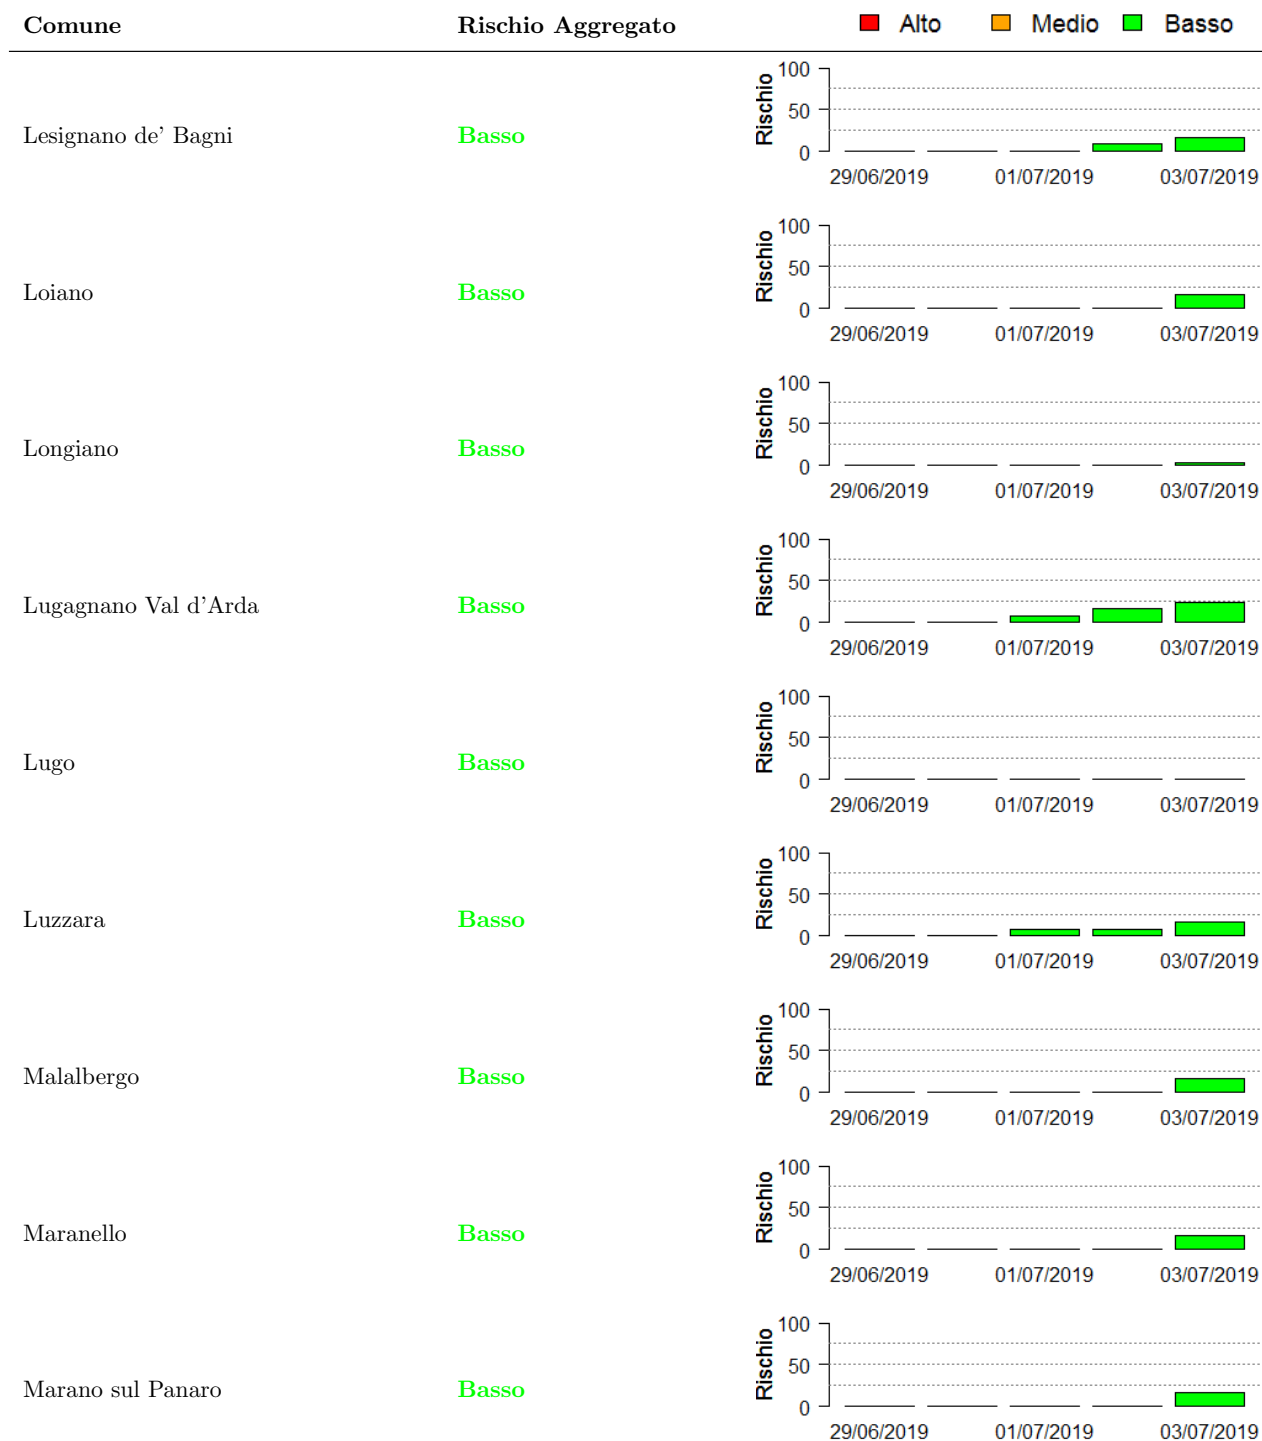 Comune Rischio Aggregato Alto Medio Basso
Lesignano de' Bagni Basso Rischio 100 50 0
29/06/2019 01/07/2019 03/07/2019
Loiano Basso Rischio 100 50 0
29/06/2019 01/07/2019 03/07/2019
Longiano Basso Rischio 100 50 0
29/06/2019 01/07/2019 03/07/2019
Lugagnano Val d'Arda Basso Rischio 100 50 0
29/06/2019 01/07/2019 03/07/2019
Lugo Basso Rischio 100 50 0
29/06/2019 01/07/2019 03/07/2019
Luzzara Basso Rischio 100 50 0
29/06/2019 01/07/2019 03/07/2019
Malalbergo Basso Rischio 100 50 0
29/06/2019 01/07/2019 03/07/2019
Maranello Basso Rischio 100 50 0
29/06/2019 01/07/2019 03/07/2019
Marano sul Panaro Basso Rischio 100 50 0
29/06/2019 01/07/2019 03/07/2019